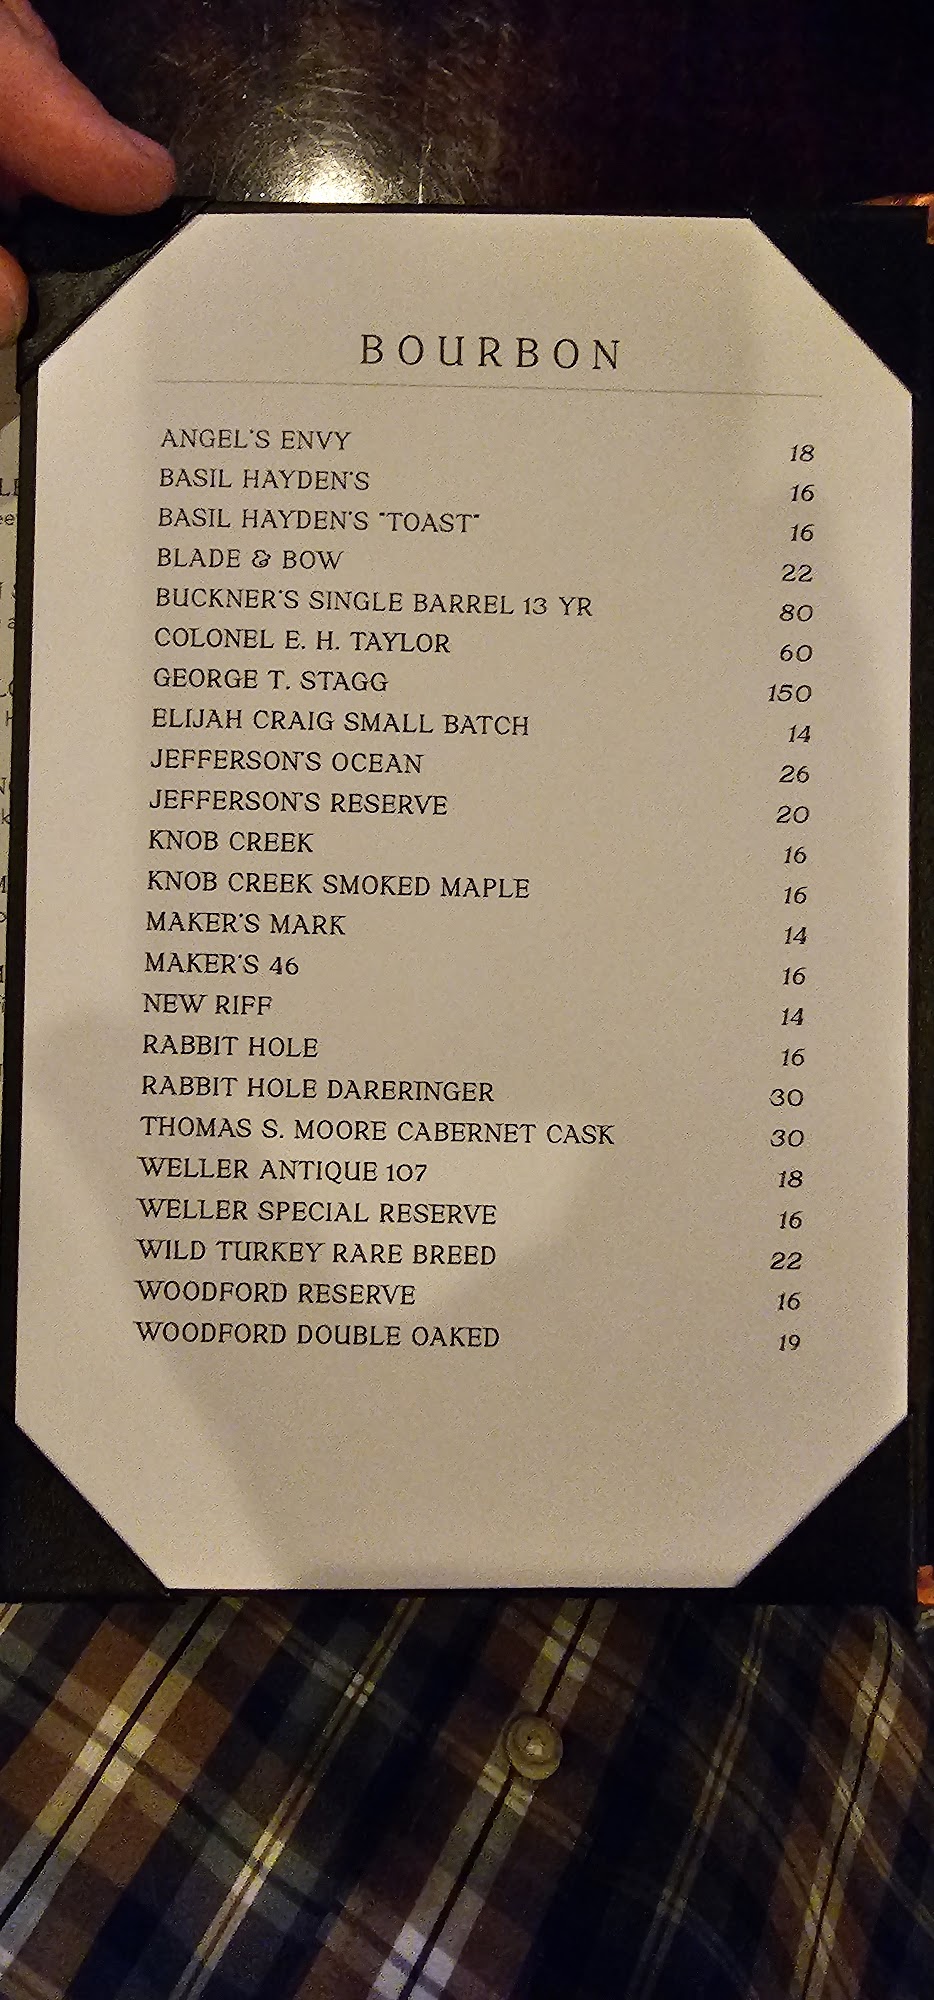 BOURBON
ANGEL'S ENVY 18
BASIL HAYDEN'S 16
BASIL HAYDEN'S "TOAST" 16
BLADE & BOW 22
BUCKNER'S SINGLE BARREL 13 YR 80
COLONEL E. H. TAYLOR 60
GEORGE T. STAGG 150
ELIJAH CRAIG SMALL BATCH 14
JEFFERSON'S OCEAN 26
JEFFERSON'S RESERVE 20
KNOB CREEK 16
KNOB CREEK SMOKED MAPLE 16
MAKER'S MARK 14
MAKER'S 46 16
NEW RIFF 14
RABBIT HOLE 16
RABBIT HOLE DARERINGER 30
THOMAS S. MOORE CABERNET CASK 30
WELLER ANTIQUE 107 18
WELLER SPECIAL RESERVE 16
WILD TURKEY RARE BREED 22
WOODFORD RESERVE 16
WOODFORD DOUBLE OAKED 19